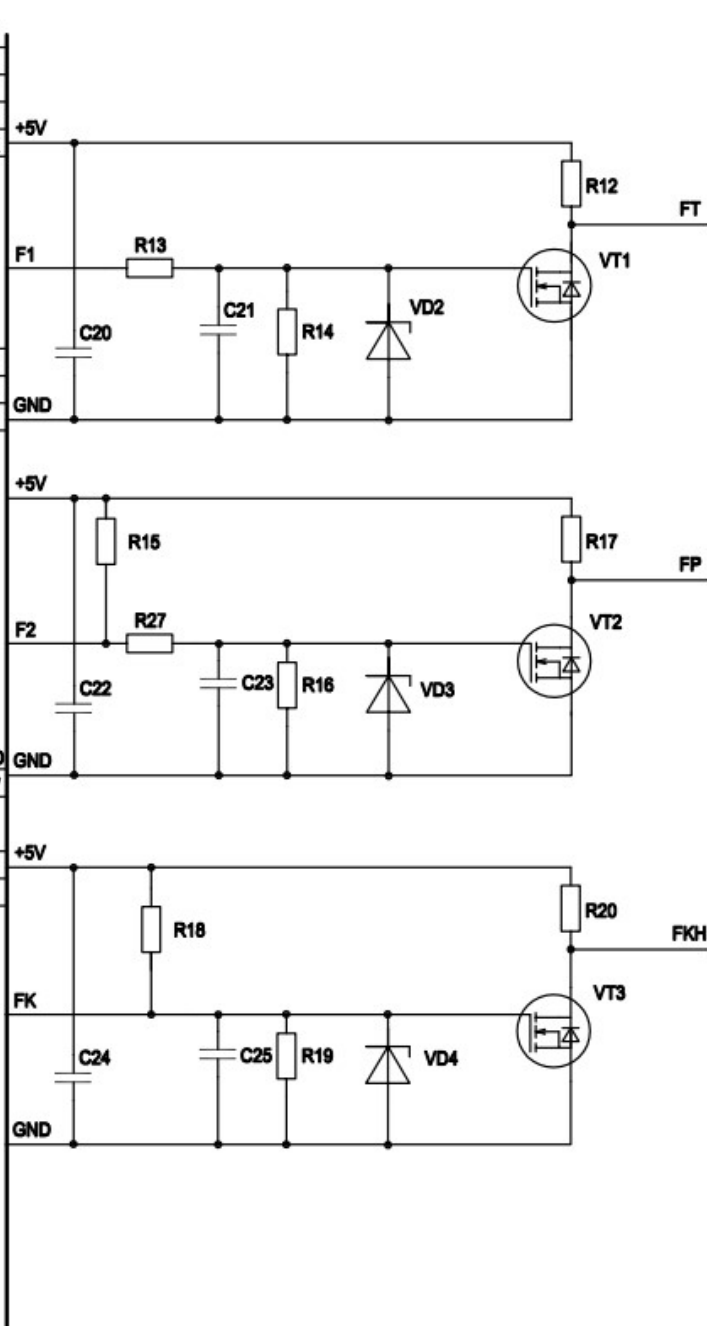 +5V
R12
FT
F1
R13
VT1
C21
VD2
C20
R14
GND
+5V
R15
R17
FP
F2
R27
VT2
C22
C23
R16
VD3
GND
+5V
R18
R20
FKH
FK
VT3
C24
C25
R19
VD4
GND